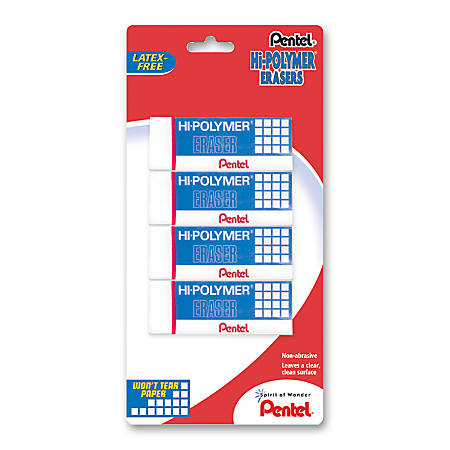 Pentel®
Hi-POLYMER®
ERASERS
LATEX-
FREE
HI-POLYMER®
ERASER
Pentel
HI-POLYMER®
ERASER
Pentel
HI-POLYMER®
ERASER
Pentel
HI-POLYMER®
ERASER
Pentel
Non-abrasive
Leaves a clear,
clean surface
WON'T TEAR
PAPER
Spirit of Wonder
Pentel®